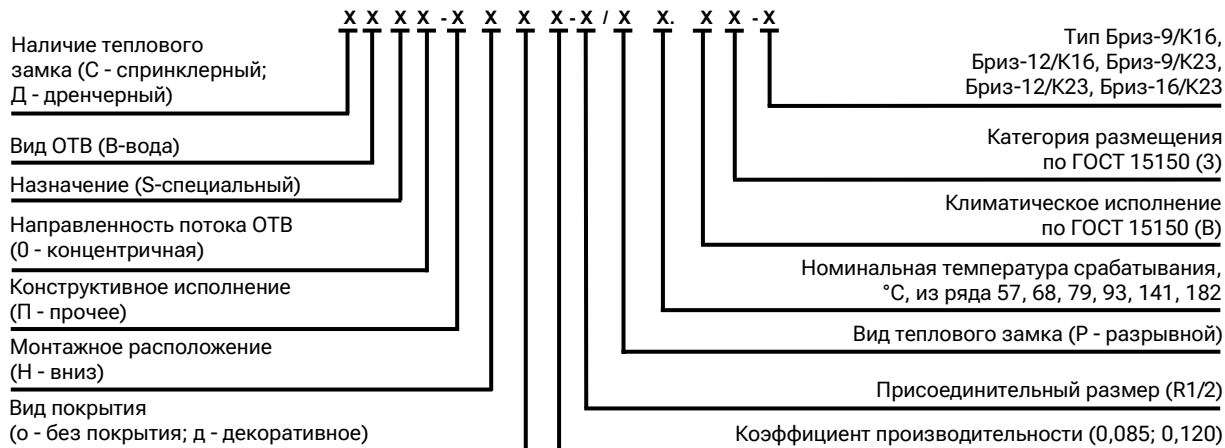 X X X X - X X X X - X / X X. X X - X
Наличие теплового
замка (С - спринклерный;
Д - дренчерный)
Вид ОТВ (В-вода)
Назначение (S-специальный)
Направленность потока ОТВ
(0 - концентричная)
Конструктивное исполнение
(П - прочее)
Монтажное расположение
(Н - вниз)
Вид покрытия
(о - без покрытия; д - декоративное)
Тип Бриз-9/К16,
Бриз-12/К16, Бриз-9/К23,
Бриз-12/К23, Бриз-16/К23
Категория размещения
по ГОСТ 15150 (3)
Климатическое исполнение
по ГОСТ 15150 (В)
Номинальная температура срабатывания,
°С, из ряда 57, 68, 79, 93, 141, 182
Вид теплового замка (Р - разрывной)
Присоединительный размер (R1/2)
Коэффициент производительности (0,085; 0,120)